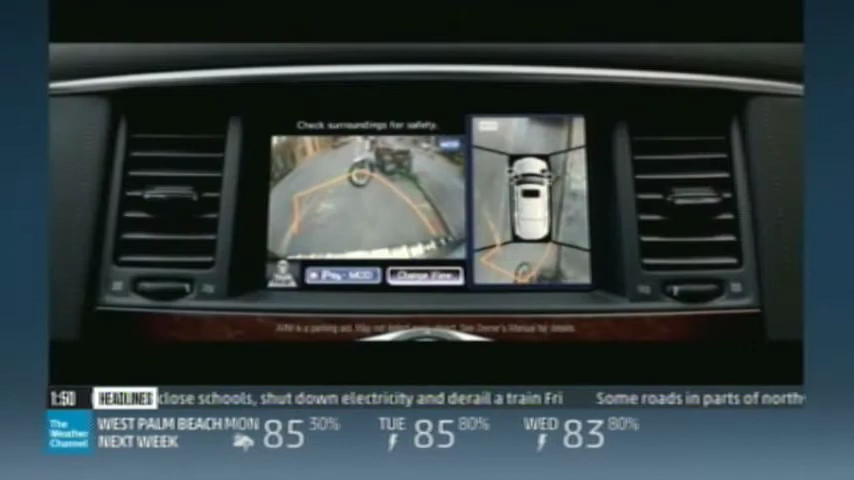 Check surroundings for safety.
Change View
1:50 HEADLINES close schools, shut down electricity and derail a train Fri Some roads in parts of north
The Weather Channel
WEST PALM BEACH
NEXT WEEK
MON 85 30%
TUE 85 80%
WED 83 80%